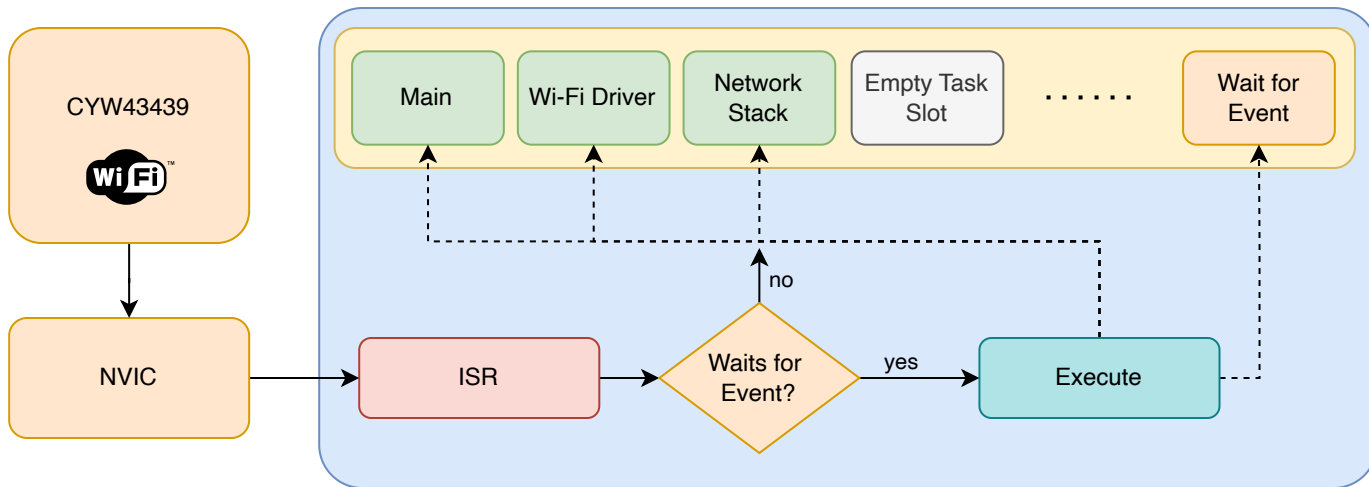 CYW43439
Wi Fi ™
NVIC
Main
Wi-Fi Driver
Network
Stack
Empty Task
Slot
. . . . . .
Wait for
Event
ISR
Waits for
Event?
no
yes
Execute